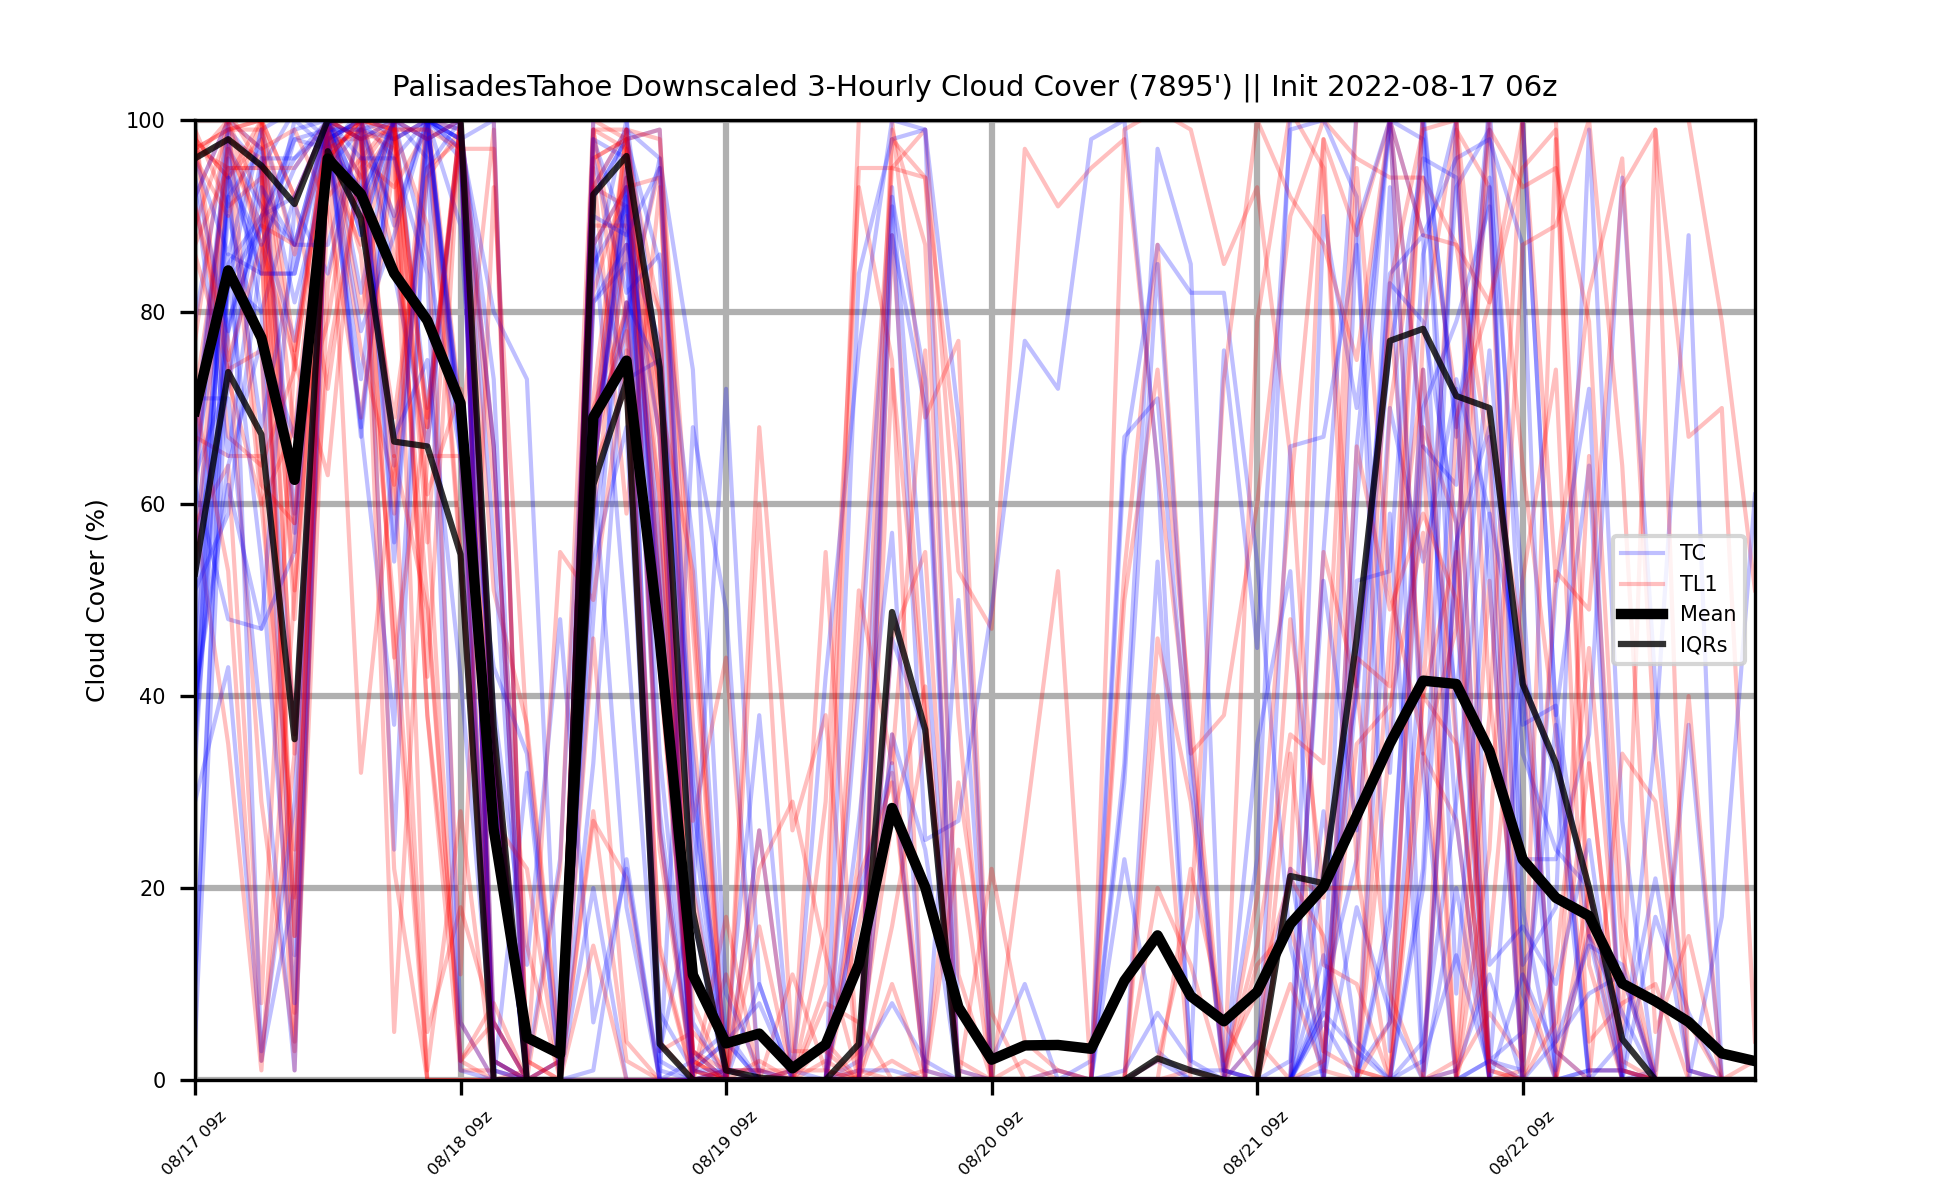 PalisadesTahoe Downscaled 3-Hourly Cloud Cover (7895') || Init 2022-08-17 06z
Cloud Cover (%)
100
80
60
40
20
0
TC
TL1
Mean
IQRs
08/17 09z
08/18 09z
08/19 09z
08/20 09z
08/21 09z
08/22 09z